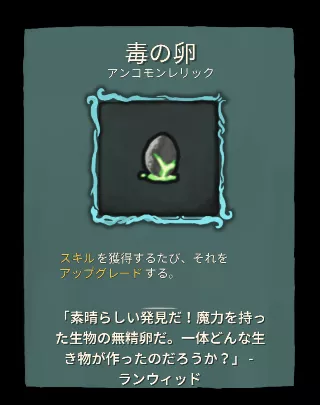 毒の卵
アンコモンレリック
スキルを獲得するたび、それを
アップグレードする。
「素晴らしい発見だ！魔力を持っ
た生物の無精卵だ。一体どんな生
き物が作ったのだろうか？」 -
ランウィッド